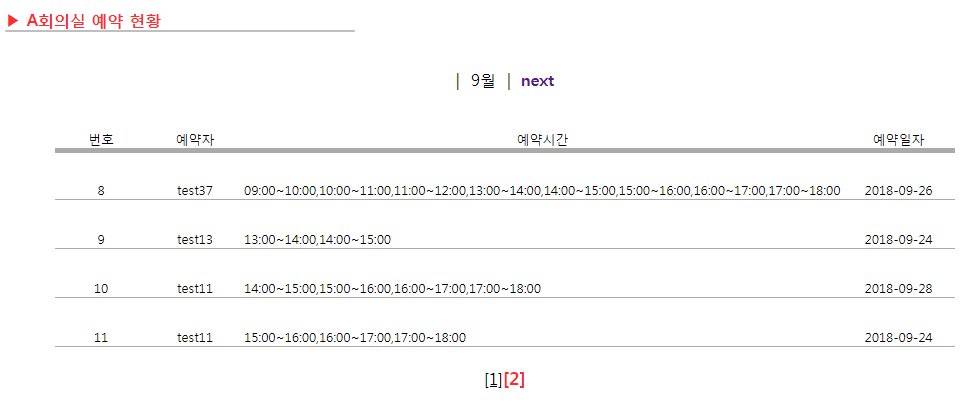 ▶ A회의실 예약 현황
| 9월 | next
번호 예약자 예약시간 예약일자
8 test37 09:00~10:00,10:00~11:00,11:00~12:00,13:00~14:00,14:00~15:00,15:00~16:00,16:00~17:00,17:00~18:00 2018-09-26
9 test13 13:00~14:00,14:00~15:00 2018-09-24
10 test11 14:00~15:00,15:00~16:00,16:00~17:00,17:00~18:00 2018-09-28
11 test11 15:00~16:00,16:00~17:00,17:00~18:00 2018-09-24
[1][2]